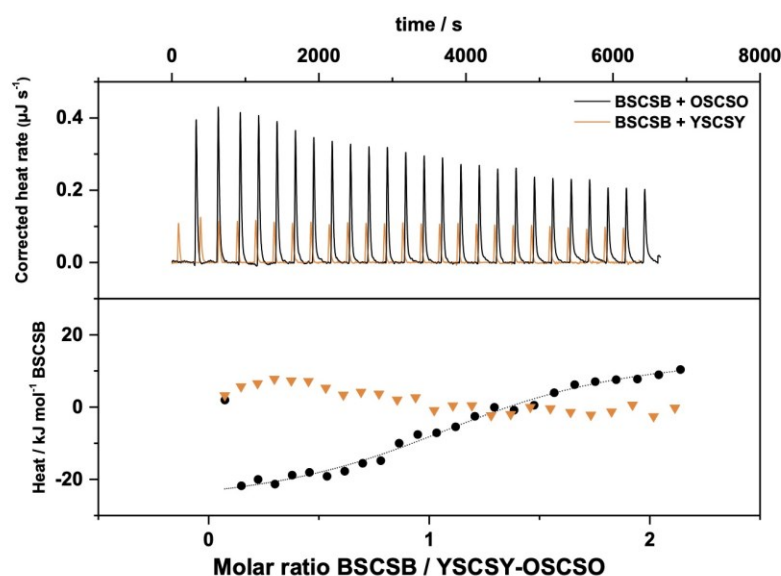 time / s
0 2000 4000 6000 8000
BSCSB + OSCSO
BSCSB + YSCSY
Corrected heat rate (µJ s⁻¹)
0.4
0.2
0.0
Heat / kJ mol⁻¹ BSCSB
20
0
-20
0 1 2
Molar ratio BSCSB / YSCSY-OSCSO